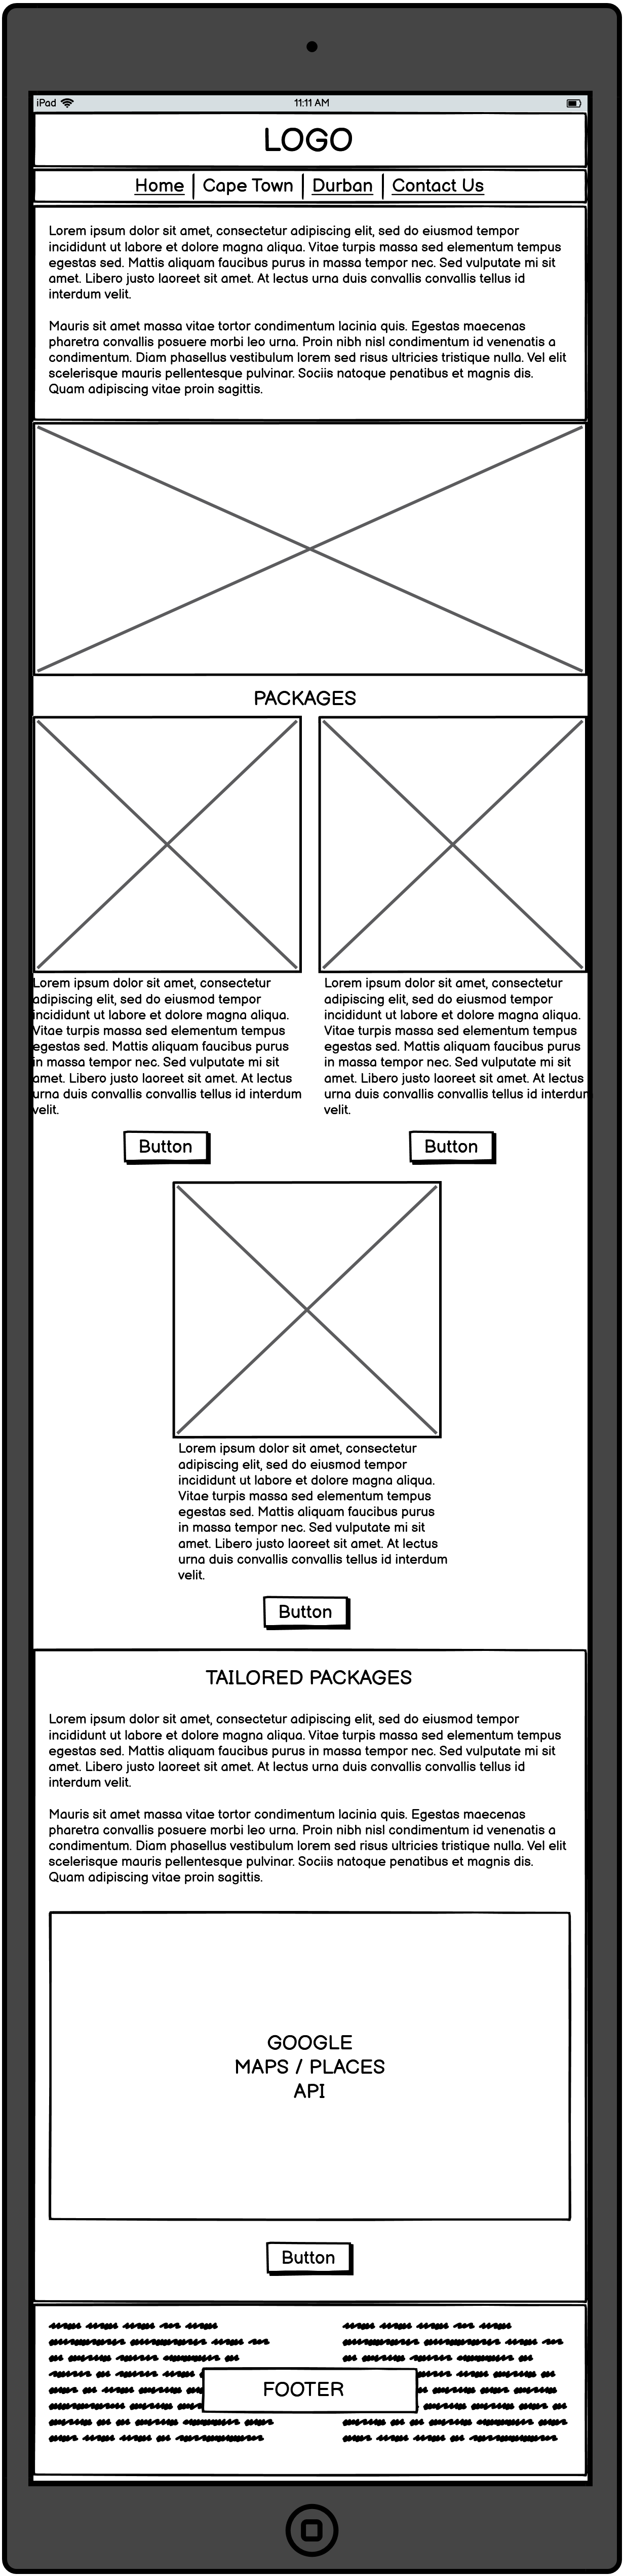 iPad
11:11 AM
LOGO
Home | Cape Town | Durban | Contact Us
Lorem ipsum dolor sit amet, consectetur adipiscing elit, sed do eiusmod tempor
incididunt ut labore et dolore magna aliqua. Vitae turpis massa sed elementum tempus
egestas sed. Mattis aliquam faucibus purus in massa tempor nec. Sed vulputate mi sit
amet. Libero justo laoreet sit amet. At lectus urna duis convallis convallis tellus id
interdum velit.
Mauris sit amet massa vitae tortor condimentum lacinia quis. Egestas maecenas
pharetra convallis posuere morbi leo urna. Proin nibh nisl condimentum id venenatis a
condimentum. Diam phasellus vestibulum lorem sed risus ultricies tristique nulla. Vel elit
scelerisque mauris pellentesque pulvinar. Sociis natoque penatibus et magnis dis.
Quam adipiscing vitae proin sagittis.
PACKAGES
Lorem ipsum dolor sit amet, consectetur
adipiscing elit, sed do eiusmod tempor
incididunt ut labore et dolore magna aliqua.
Vitae turpis massa sed elementum tempus
egestas sed. Mattis aliquam faucibus purus
in massa tempor nec. Sed vulputate mi sit
amet. Libero justo laoreet sit amet. At lectus
urna duis convallis convallis tellus id interdum
velit.
Button
Lorem ipsum dolor sit amet, consectetur
adipiscing elit, sed do eiusmod tempor
incididunt ut labore et dolore magna aliqua.
Vitae turpis massa sed elementum tempus
egestas sed. Mattis aliquam faucibus purus
in massa tempor nec. Sed vulputate mi sit
amet. Libero justo laoreet sit amet. At lectus
urna duis convallis convallis tellus id interdum
velit.
Button
Lorem ipsum dolor sit amet, consectetur
adipiscing elit, sed do eiusmod tempor
incididunt ut labore et dolore magna aliqua.
Vitae turpis massa sed elementum tempus
egestas sed. Mattis aliquam faucibus purus
in massa tempor nec. Sed vulputate mi sit
amet. Libero justo laoreet sit amet. At lectus
urna duis convallis convallis tellus id interdum
velit.
Button
TAILORED PACKAGES
Lorem ipsum dolor sit amet, consectetur adipiscing elit, sed do eiusmod tempor
incididunt ut labore et dolore magna aliqua. Vitae turpis massa sed elementum tempus
egestas sed. Mattis aliquam faucibus purus in massa tempor nec. Sed vulputate mi sit
amet. Libero justo laoreet sit amet. At lectus urna duis convallis convallis tellus id
interdum velit.
Mauris sit amet massa vitae tortor condimentum lacinia quis. Egestas maecenas
pharetra convallis posuere morbi leo urna. Proin nibh nisl condimentum id venenatis a
condimentum. Diam phasellus vestibulum lorem sed risus ultricies tristique nulla. Vel elit
scelerisque mauris pellentesque pulvinar. Sociis natoque penatibus et magnis dis.
Quam adipiscing vitae proin sagittis.
GOOGLE
MAPS / PLACES
API
Button
FOOTER